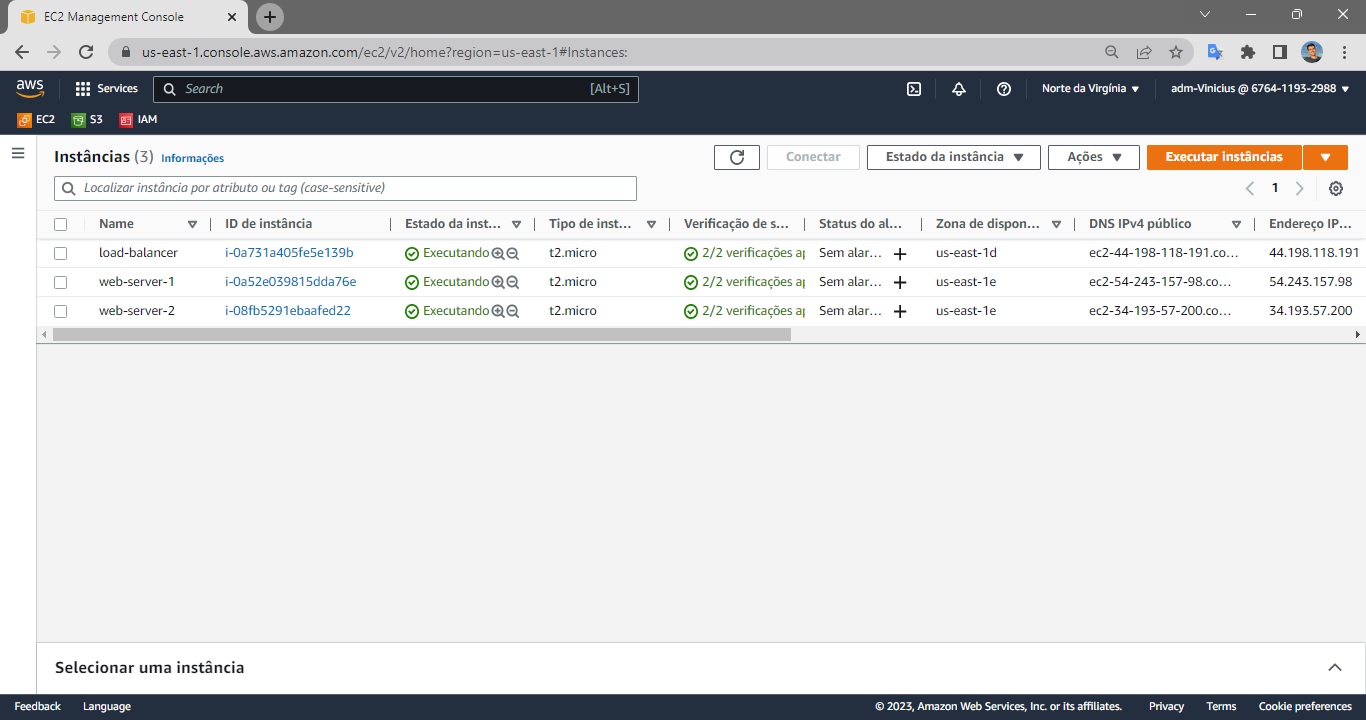 EC2 Management Console
us-east-1.console.aws.amazon.com/ec2/v2/home?region=us-east-1#Instances:
aws Services Search [Alt+S] Norte da Virgínia adm-Vinicius @ 6764-1193-2988
EC2 S3 IAM
Instâncias (3) Informações Conectar Estado da instância Ações Executar instâncias
Localizar instância por atributo ou tag (case-sensitive) 1
Name ID de instância Estado da inst... Tipo de inst... Verificação de s... Status do al... Zona de dispon... DNS IPv4 público Endereço IP...
load-balancer i-0a731a405fe5e139b Executando t2.micro 2/2 verificações ap Sem alar... us-east-1d ec2-44-198-118-191.co... 44.198.118.191
web-server-1 i-0a52e039815dda76e Executando t2.micro 2/2 verificações ap Sem alar... us-east-1e ec2-54-243-157-98.co... 54.243.157.98
web-server-2 i-08fb5291ebaafed22 Executando t2.micro 2/2 verificações ap Sem alar... us-east-1e ec2-34-193-57-200.co... 34.193.57.200
Selecionar uma instância
Feedback Language © 2023, Amazon Web Services, Inc. or its affiliates. Privacy Terms Cookie preferences